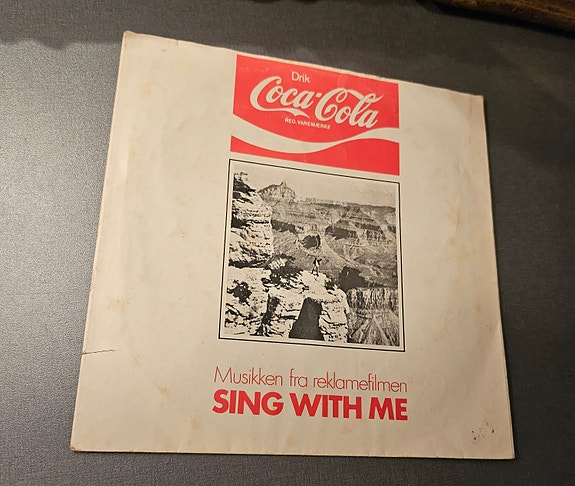 Drik
Coca-Cola
REG. VAREMÆRKE
Musikken fra reklamefilmen
SING WITH ME